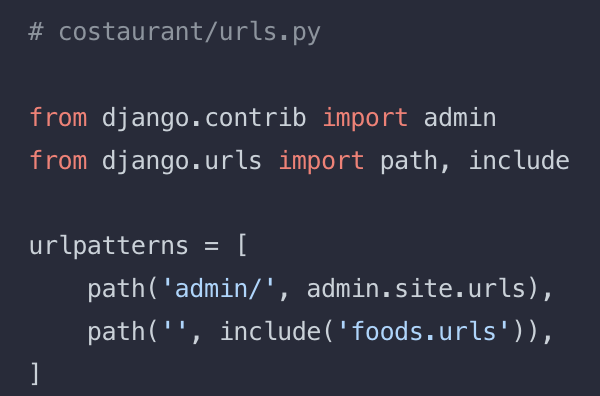 # costaurant/urls.py
from django.contrib import admin
from django.urls import path, include
urlpatterns = [
    path('admin/', admin.site.urls),
    path('', include('foods.urls')),
]